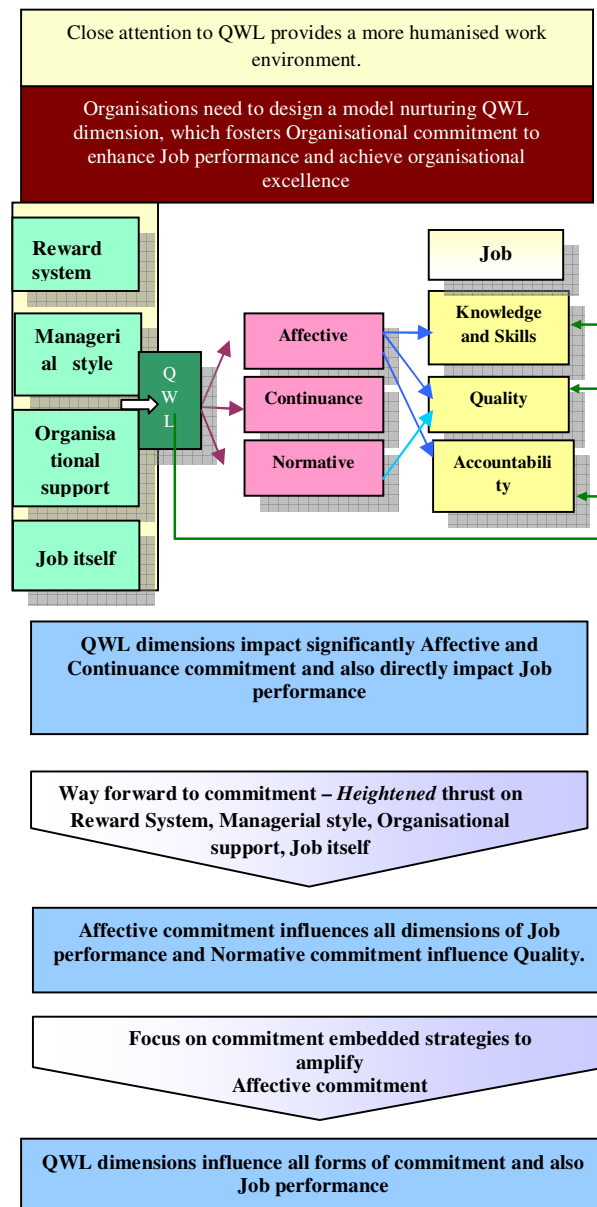 Close attention to QWL provides a more humanised work
environment.
Organisations need to design a model nurturing QWL
dimension, which fosters Organisational commitment to
enhance Job performance and achieve organisational
excellence
Reward
system
Manageri
al style
Organisa
tional
support
Job itself
Q
W
L
Affective
Continuance
Normative
Job
Knowledge
and Skills
Quality
Accountabili
ty
QWL dimensions impact significantly Affective and
Continuance commitment and also directly impact Job
performance
Way forward to commitment – Heightened thrust on
Reward System, Managerial style, Organisational
support, Job itself
Affective commitment influences all dimensions of Job
performance and Normative commitment influence Quality.
Focus on commitment embedded strategies to
amplify
Affective commitment
QWL dimensions influence all forms of commitment and also
Job performance